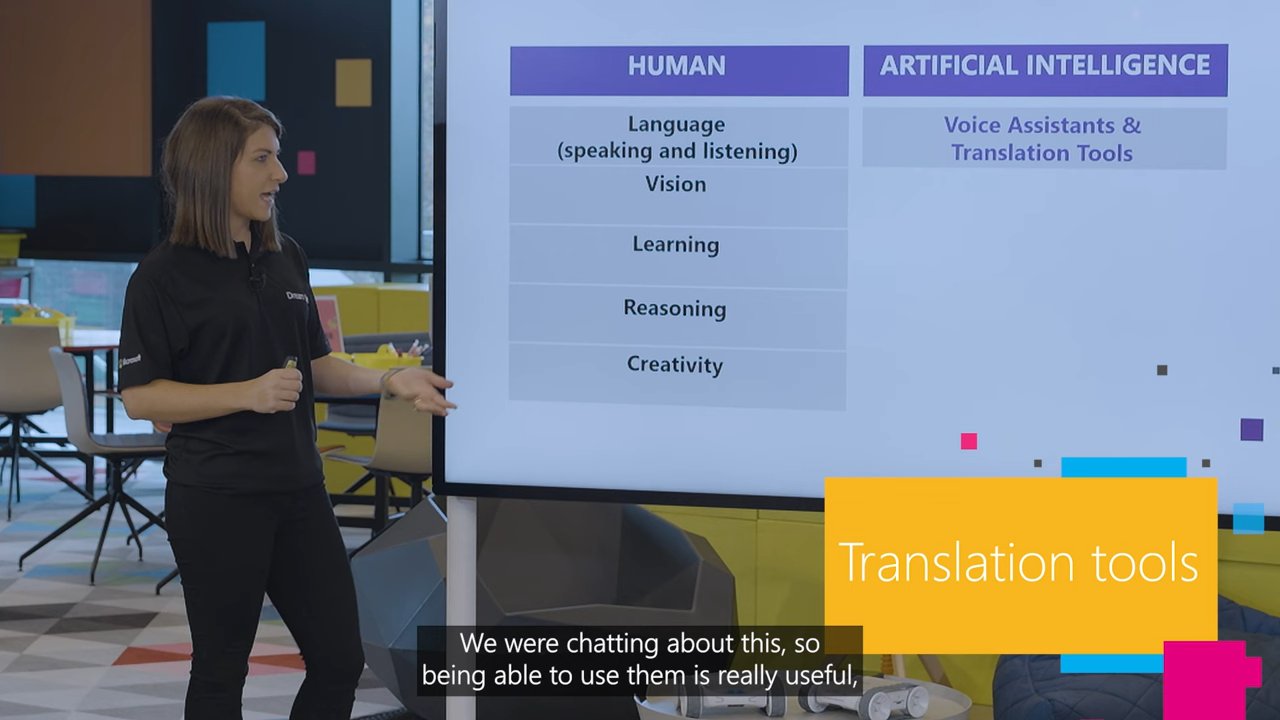 HUMAN
ARTIFICIAL INTELLIGENCE
Language
(speaking and listening)
Voice Assistants &
Translation Tools
Vision
Learning
Reasoning
Creativity
Microsoft
Translation tools
We were chatting about this, so
being able to use them is really useful,